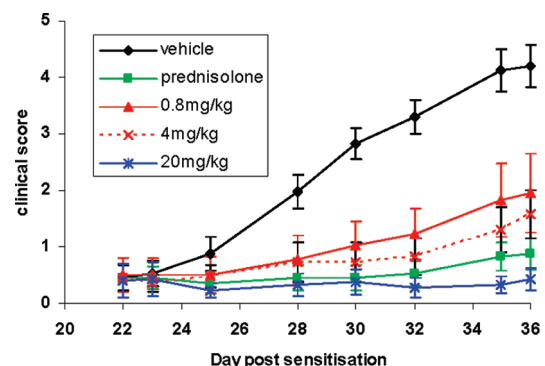 5
4
3
2
1
0
clinical score
vehicle
prednisolone
0.8mg/kg
4mg/kg
20mg/kg
20 22 24 26 28 30 32 34 36
Day post sensitisation